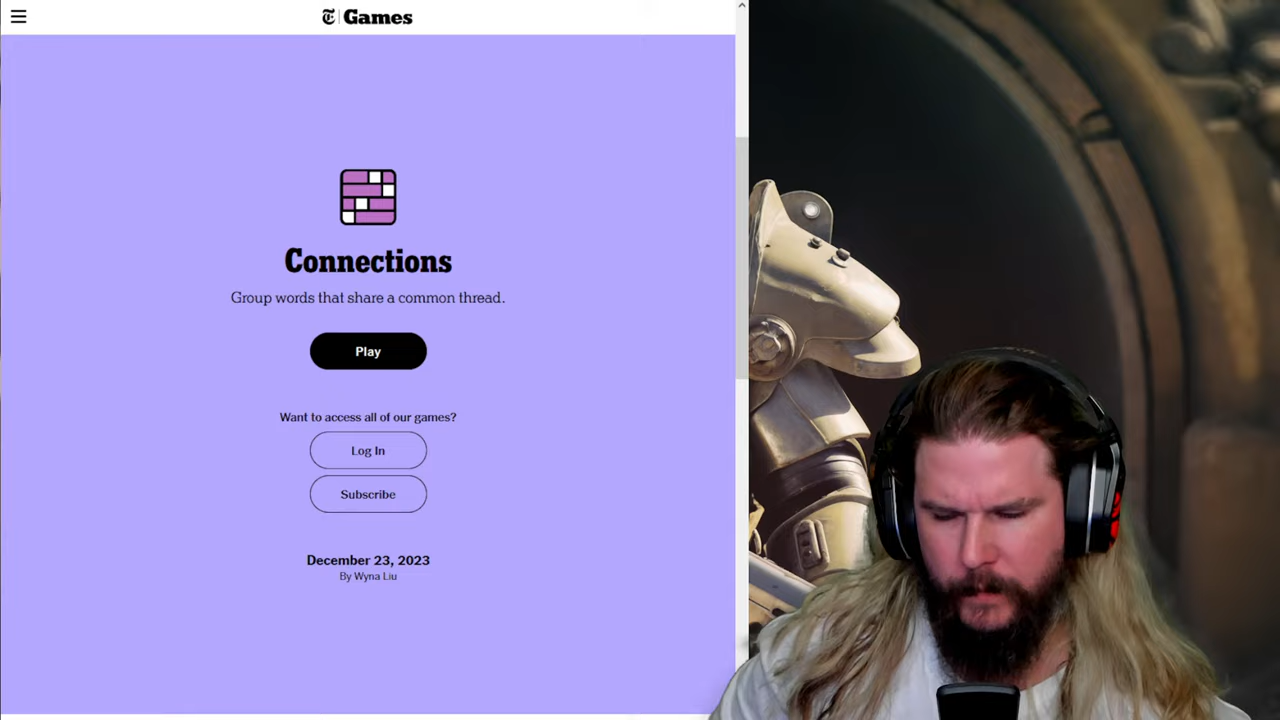 Games
Connections
Group words that share a common thread.
Play
Want to access all of our games?
Log In
Subscribe
December 23, 2023
By Wyna Liu